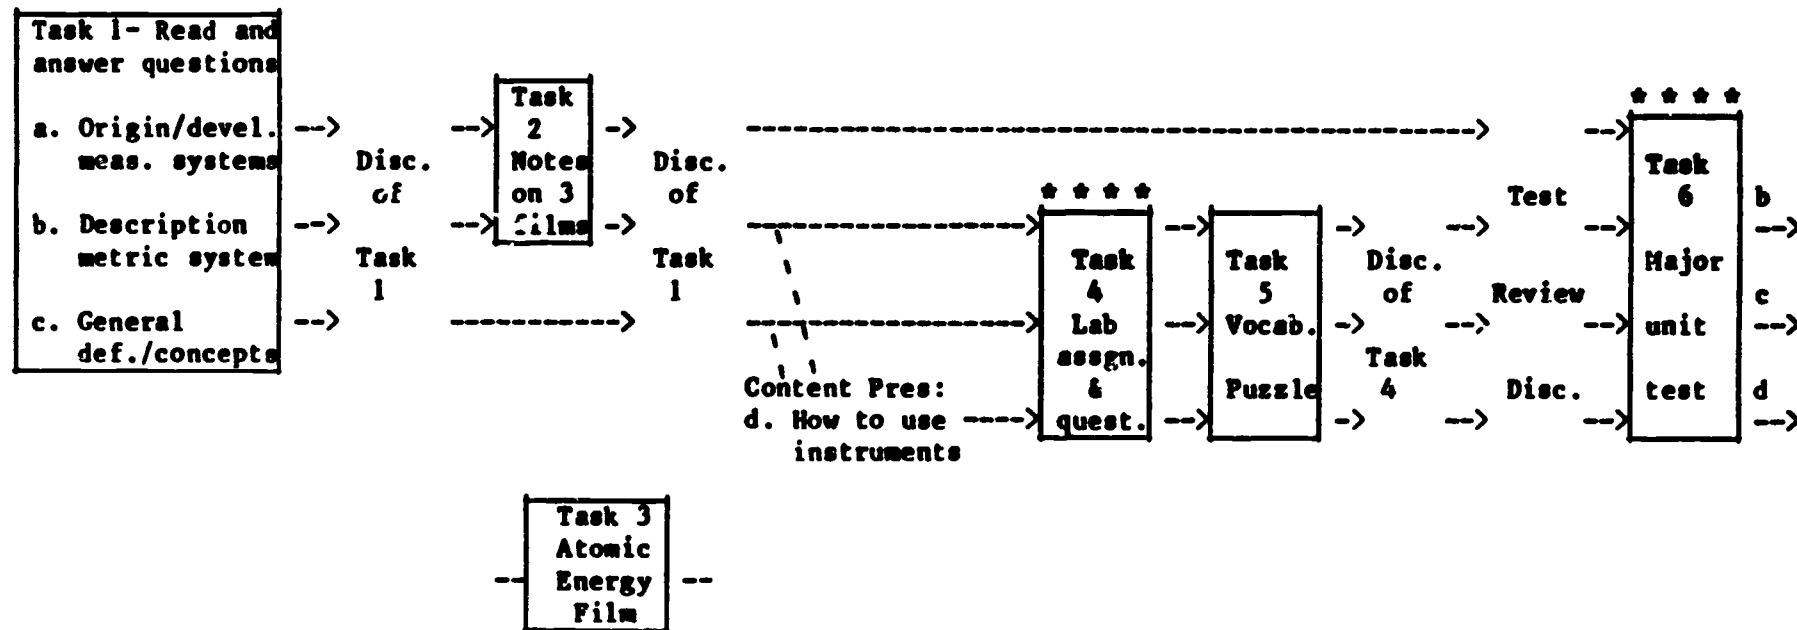 Task 1- Read and
answer questions
a. Origin/devel.
meas. systems
b. Description
metric system
c. General
def./concepts
Disc.
of
Task
1
Task
2
Notes
on 3
films
Disc.
of
Task
1
Content Pres:
d. How to use
instruments
Task 3
Atomic
Energy
Film
* * * *
Task
4
Lab
assgn.
&
quest.
Task
5
Vocab.
Puzzle
Disc.
of
Task
4
Test
Review
Disc.
* * * *
Task
6
Major
unit
test
b
c
d